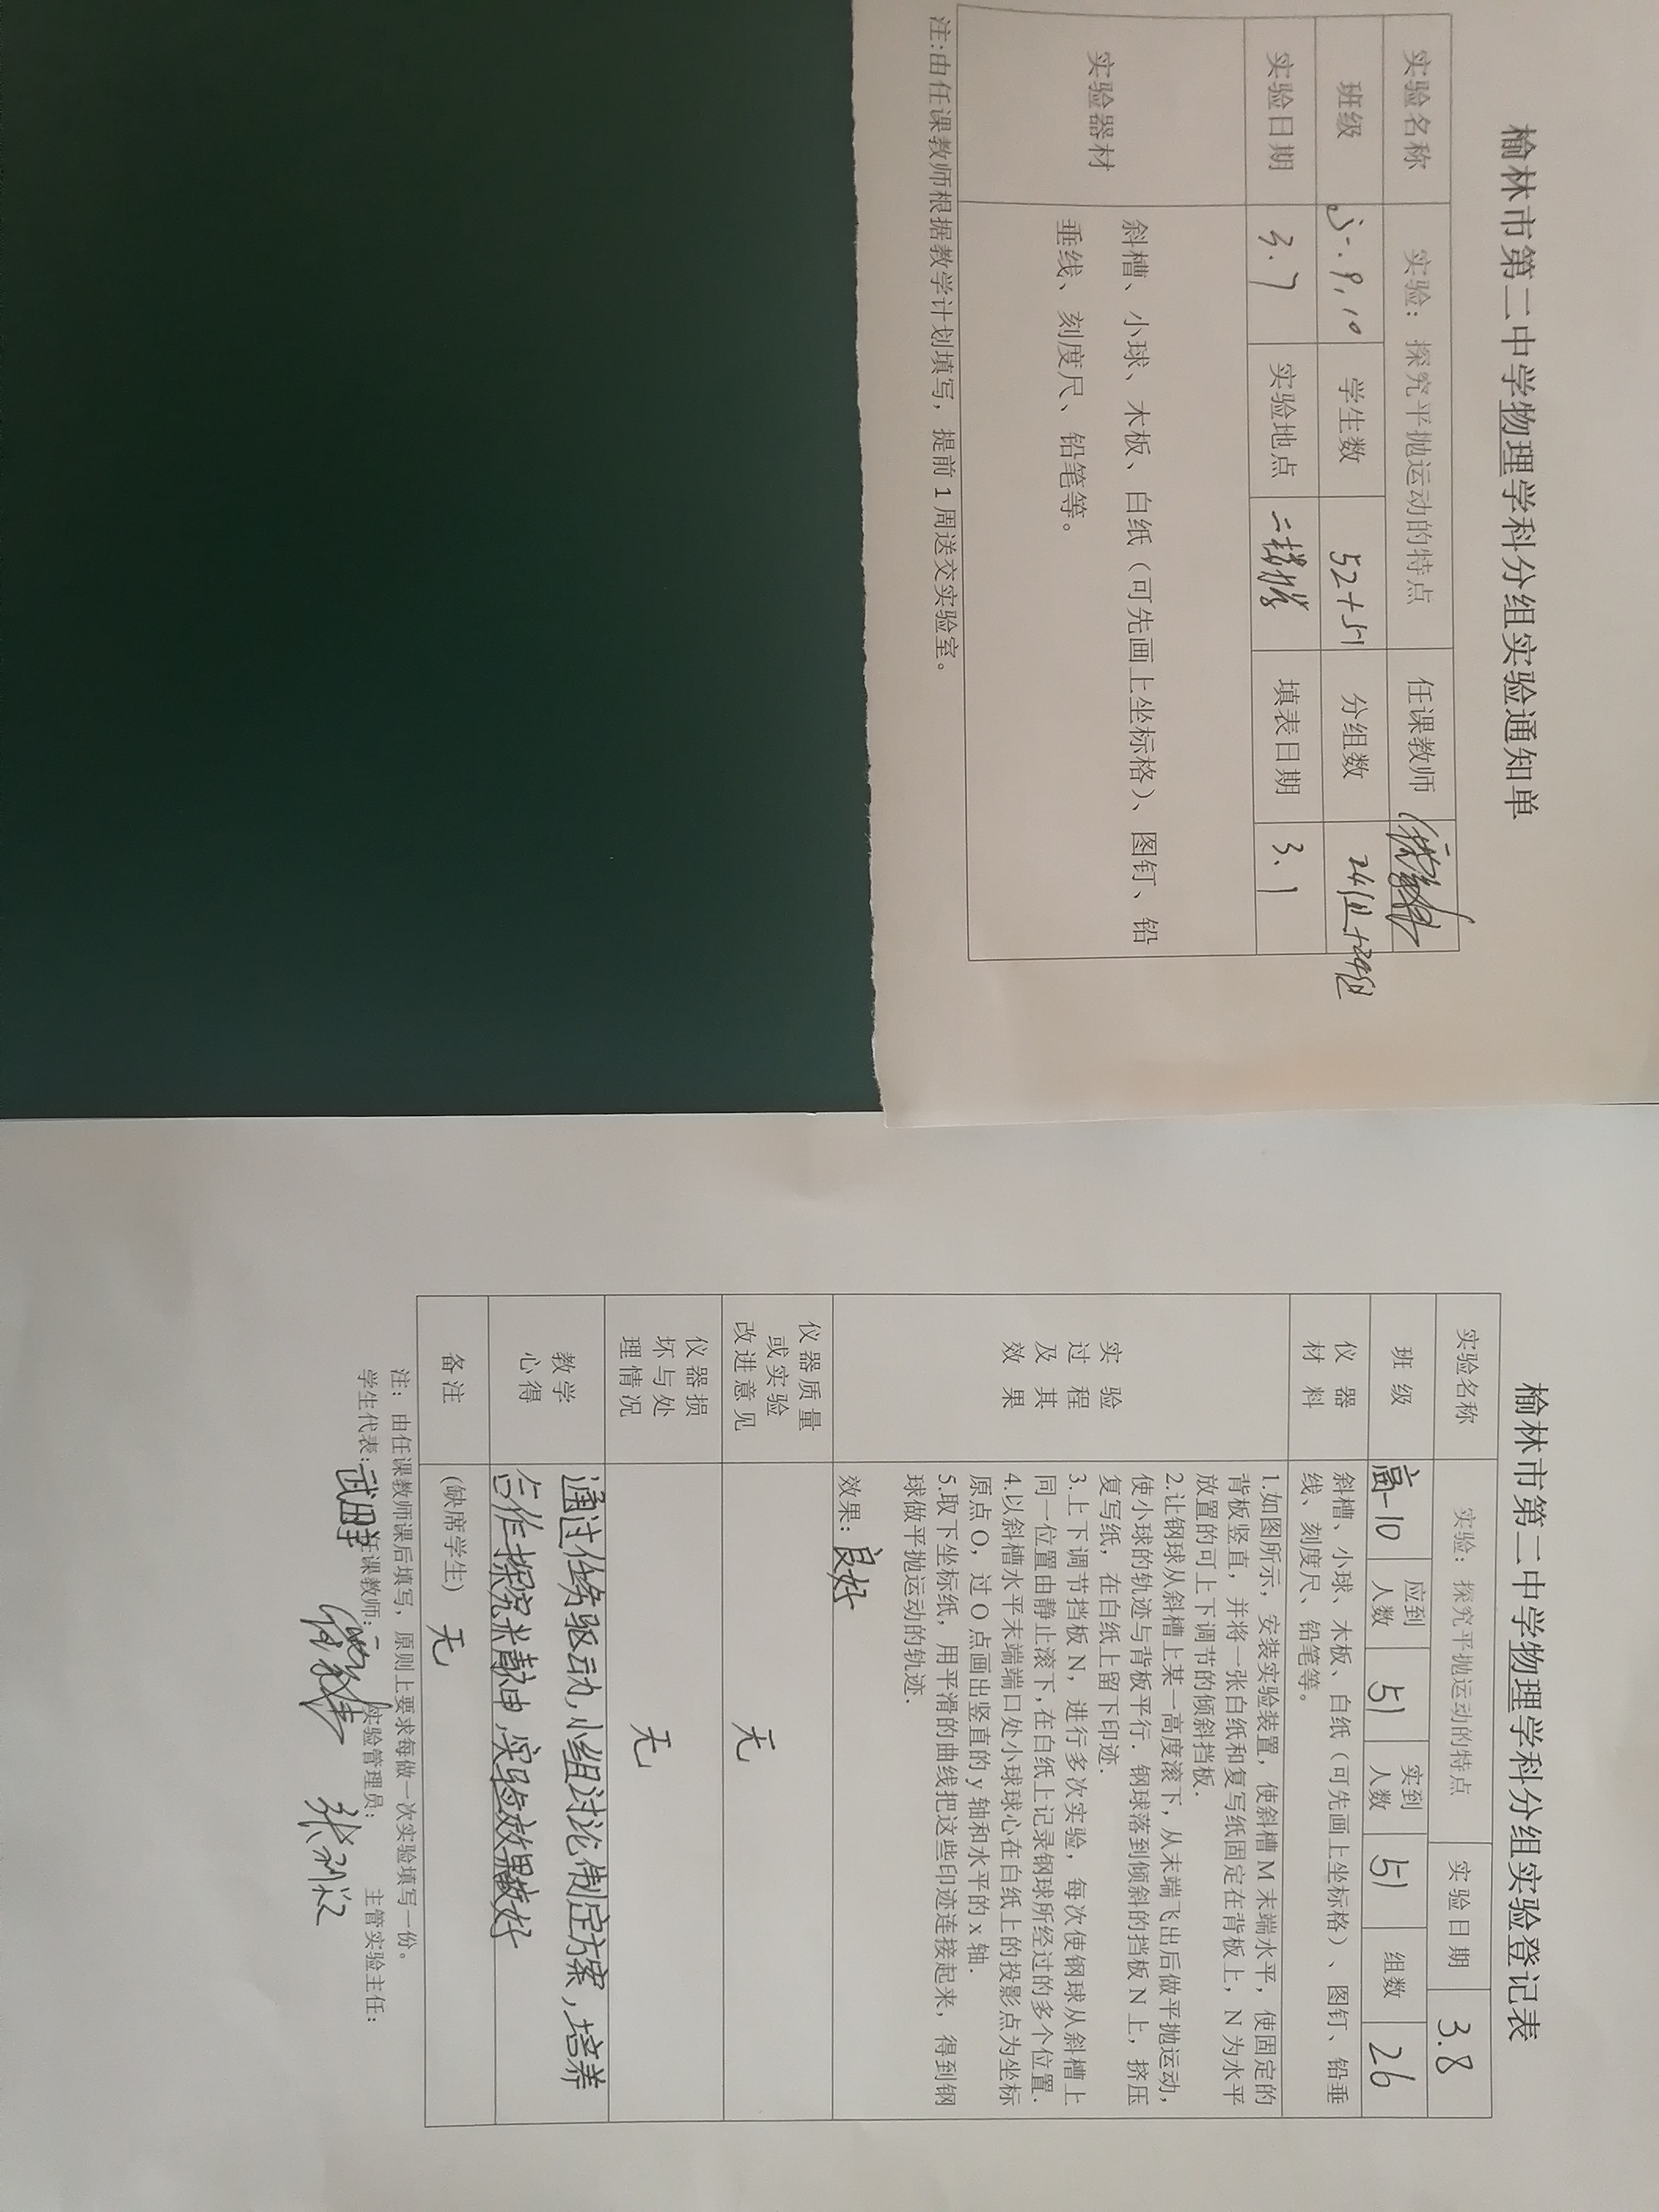 榆林市第二中学物理学科分组实验通知单
实验名称 实验：探究平抛运动的特点 任课教师
班级 9,10 学生数 52+51 分组数 24组+24组
实验日期 3.7 实验地点 二楼 填表日期 3.1
实验器材
斜槽、小球、木板、白纸（可先画上坐标格）、图钉、铅
垂线、刻度尺、铅笔等。
注:由任课教师根据教学计划填写，提前1周送交实验室。
榆林市第二中学物理学科分组实验登记表
实验名称 实验：探究平抛运动的特点 实验日期 3.8
班级 高一10 应到人数 51 实到人数 51 组数 26
仪器
材料
斜槽、小球、木板、白纸（可先画上坐标格）、图钉、铅垂
线、刻度尺、铅笔等。
实验
过程
及其
效果
1.如图所示，安装实验装置，使斜槽M末端水平，使固定的
背板竖直，并将一张白纸和复写纸固定在背板上，N为水平
放置的可上下调节的倾斜挡板.
2.让钢球从斜槽上某一高度滚下，从末端飞出后做平抛运动，
使小球的轨迹与背板平行．钢球落到倾斜的挡板N上，挤压
复写纸，在白纸上留下印迹.
3.上下调节挡板N，进行多次实验，每次使钢球从斜槽上
同一位置由静止滚下，在白纸上记录钢球所经过的多个位置.
4.以斜槽水平末端端口处小球球心在白纸上的投影点为坐标
原点O，过O点画出竖直的y轴和水平的x轴.
5.取下坐标纸，用平滑的曲线把这些印迹连接起来，得到钢
球做平抛运动的轨迹.
效果：良好
仪器质量
或实验
改进意见
无
仪器损
坏与处
理情况
无
教学
心得
通过任务驱动，小组讨论制定方案，培养
合作探究精神，实验效果较好
备注 (缺席学生) 无
注：由任课教师课后填写，原则上要求每做一次实验填写一份。
学生代表: 任课教师: 实验管理员: 主管实验主任: